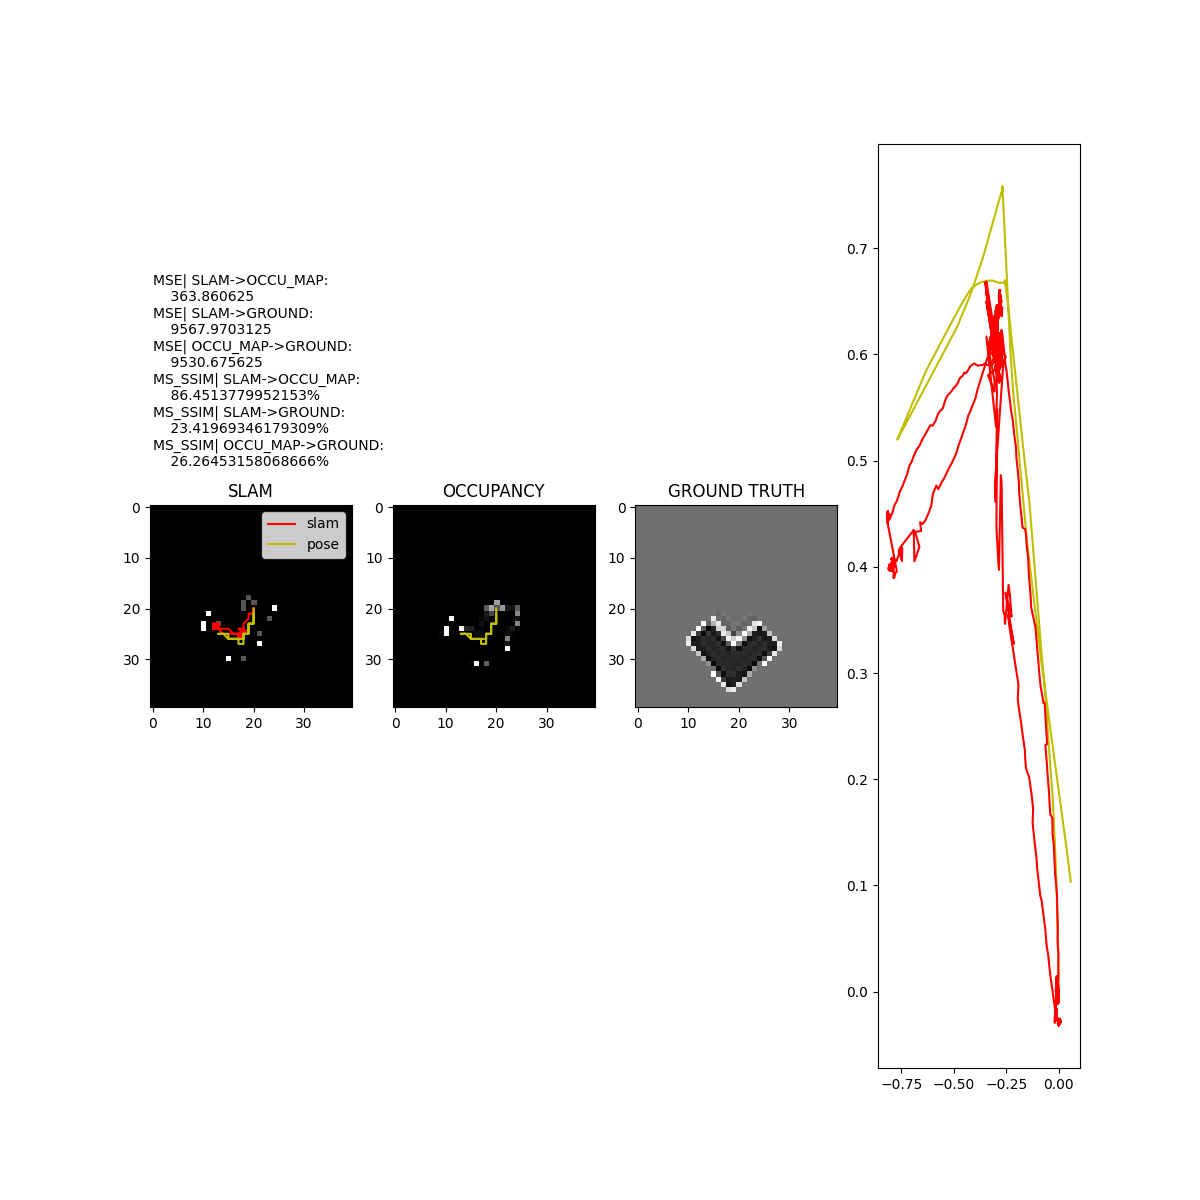 MSE| SLAM->OCCU_MAP:
363.860625
MSE| SLAM->GROUND:
9567.9703125
MSE| OCCU_MAP->GROUND:
9530.675625
MS_SSIM| SLAM->OCCU_MAP:
86.4513779952153%
MS_SSIM| SLAM->GROUND:
23.41969346179309%
MS_SSIM| OCCU_MAP->GROUND:
26.26453158068666%
SLAM
0
10
20
30
0 10 20 30
slam
pose
OCCUPANCY
0
10
20
30
0 10 20 30
GROUND TRUTH
0
10
20
30
0 10 20 30
0.7
0.6
0.5
0.4
0.3
0.2
0.1
0.0
−0.75 −0.50 −0.25 0.00